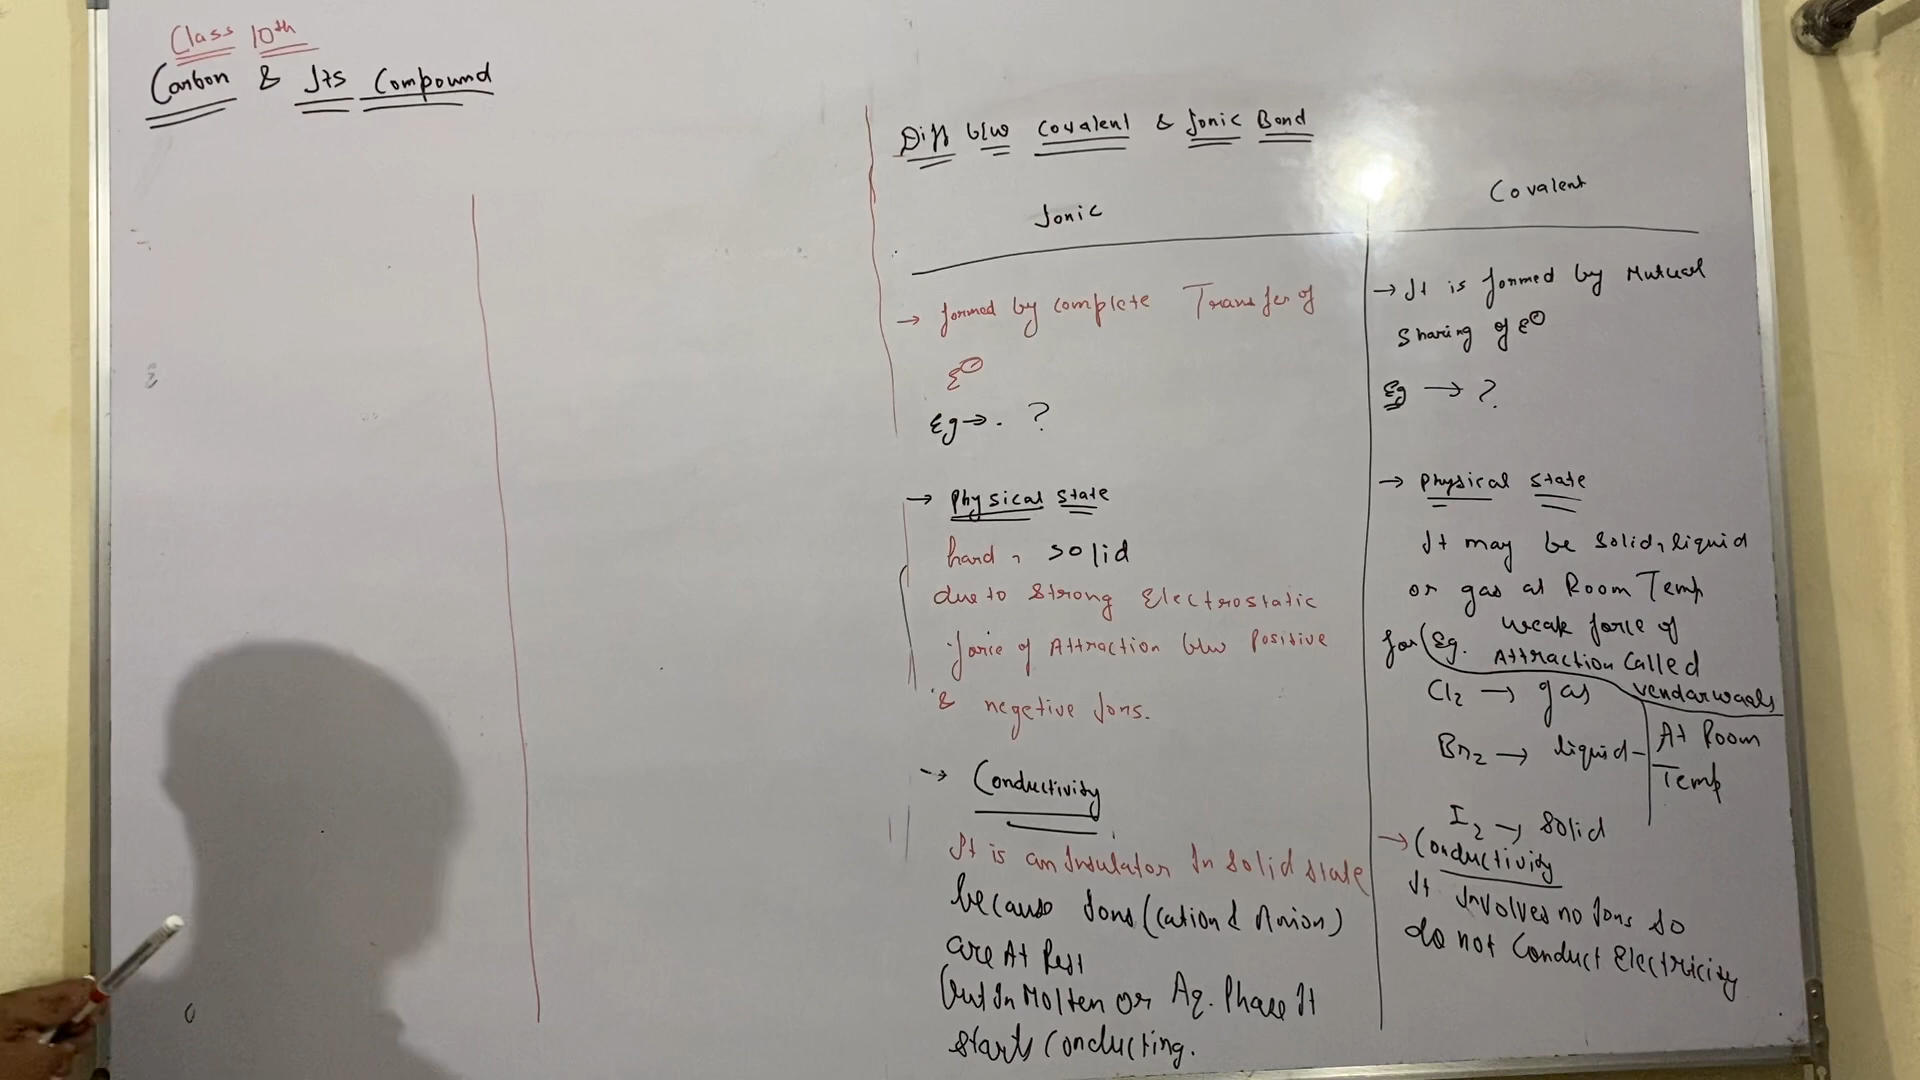 Class 10th
Carbon & Its Compound
Diff b/w Covalent & Ionic Bond
Ionic
→ formed by complete Transfer of
e⊖
Eg →. ?
→ Physical State
hard, solid
due to Strong Electrostatic
force of Attraction b/w Positive
& negetive Ions.
→ Conductivity
It is an Insulator In Solid State
because Ions (cation & Anion)
are At Rest
but In Molten or Aq. Phase It
starts Conducting.
Covalent
→ It is formed by Mutual
Sharing of e⊖
Eg → ?
→ Physical State
It may be Solid, liquid
or gas at Room Temp
for Eg. weak force of
Attraction Called
vendarwaals
Cl2 → gas
Br2 → liquid - At Room
Temp
I2 → Solid
→ Conductivity
It Involves no Ions So
do not Conduct Electricity